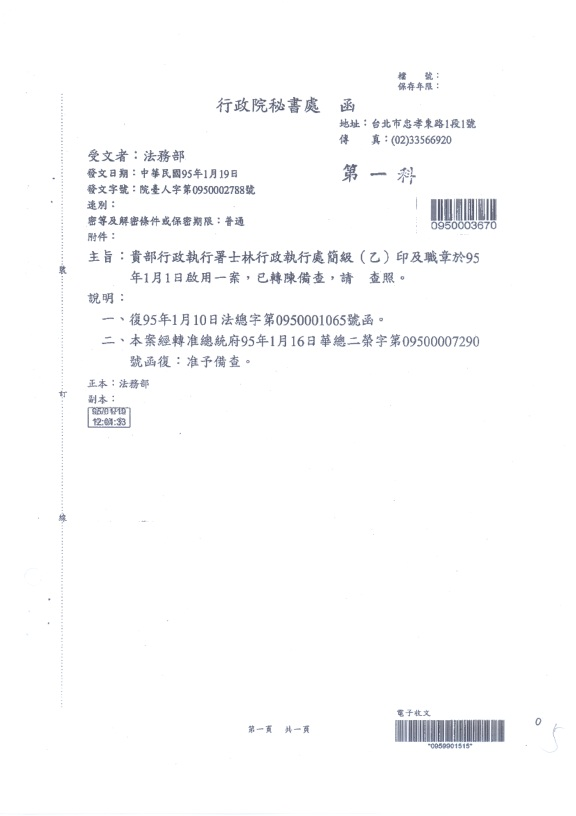 檔　　號：
保存年限：
行政院秘書處　函
地址：台北市忠孝東路1段1號
傳　　真：(02)33566920
受文者：法務部
發文日期：中華民國95年1月19日
發文字號：院臺人字第0950002788號
第一科
速別：
密等及解密條件或保密期限：普通
附件：
0950003670
主旨：貴部行政執行署士林行政執行處簡級（乙）印及職章於95
年1月1日啟用一案，已轉陳備查，請　查照。
說明：
一、復95年1月10日法總字第0950001065號函。
二、本案經轉准總統府95年1月16日華總二榮字第09500007290
號函復：准予備查。
正本：法務部
副本：
95/01/19
12:04:33
訂
線
第一頁　共一頁
電子收文
*0959901515*